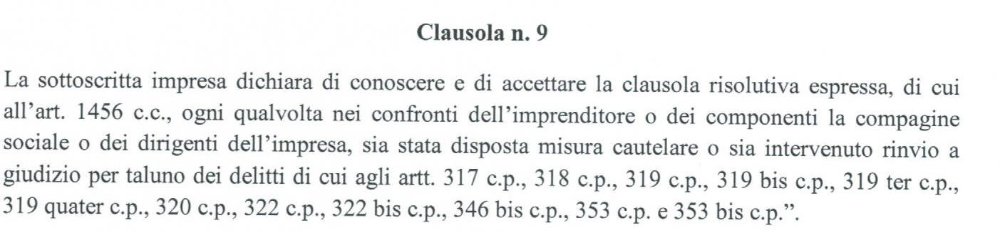 Clausola n. 9
La sottoscritta impresa dichiara di conoscere e di accettare la clausola risolutiva espressa, di cui
all’art. 1456 c.c., ogni qualvolta nei confronti dell’imprenditore o dei componenti la compagine
sociale o dei dirigenti dell’impresa, sia stata disposta misura cautelare o sia intervenuto rinvio a
giudizio per taluno dei delitti di cui agli artt. 317 c.p., 318 c.p., 319 c.p., 319 bis c.p., 319 ter c.p.,
319 quater c.p., 320 c.p., 322 c.p., 322 bis c.p., 346 bis c.p., 353 c.p. e 353 bis c.p.”.